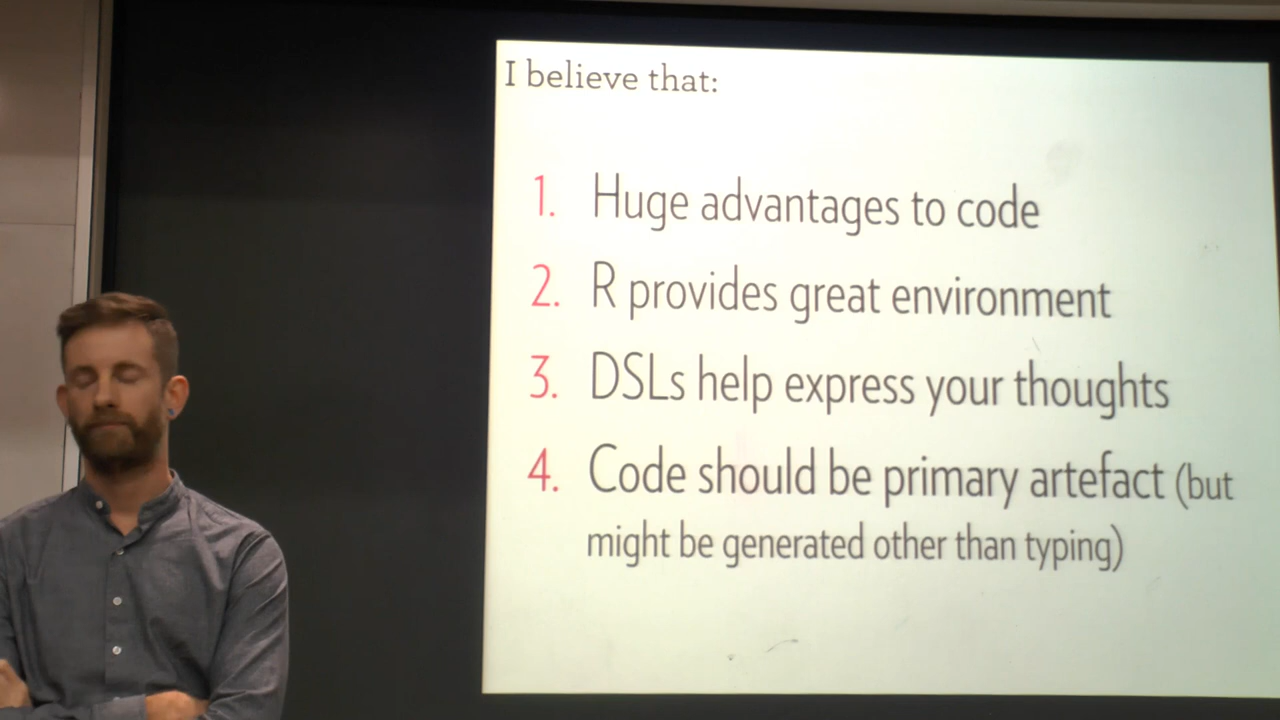 I believe that:
1. Huge advantages to code
2. R provides great environment
3. DSLs help express your thoughts
4. Code should be primary artefact (but
might be generated other than typing)